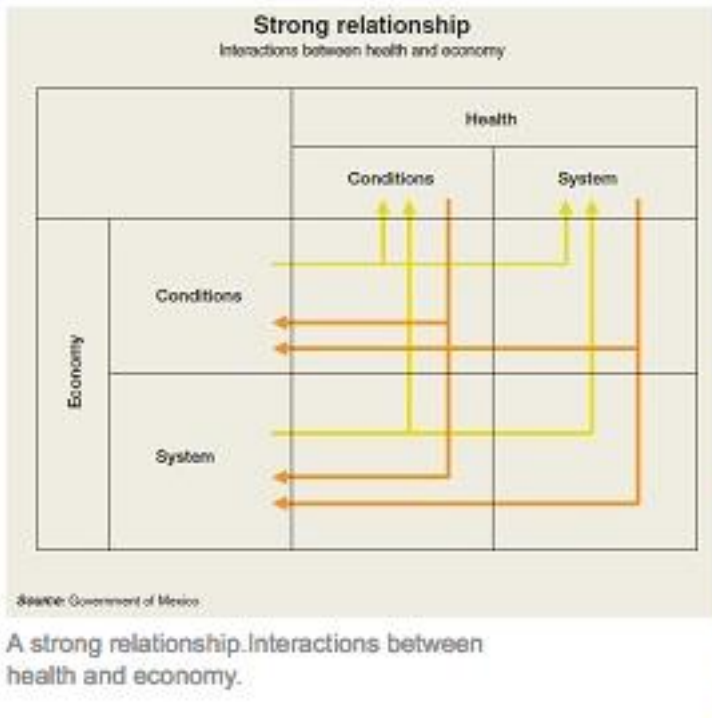 Strong relationship
Interactions between health and economy
Health
Conditions
System
Economy
Conditions
System
Source: Government of Mexico
A strong relationship.Interactions between
health and economy.